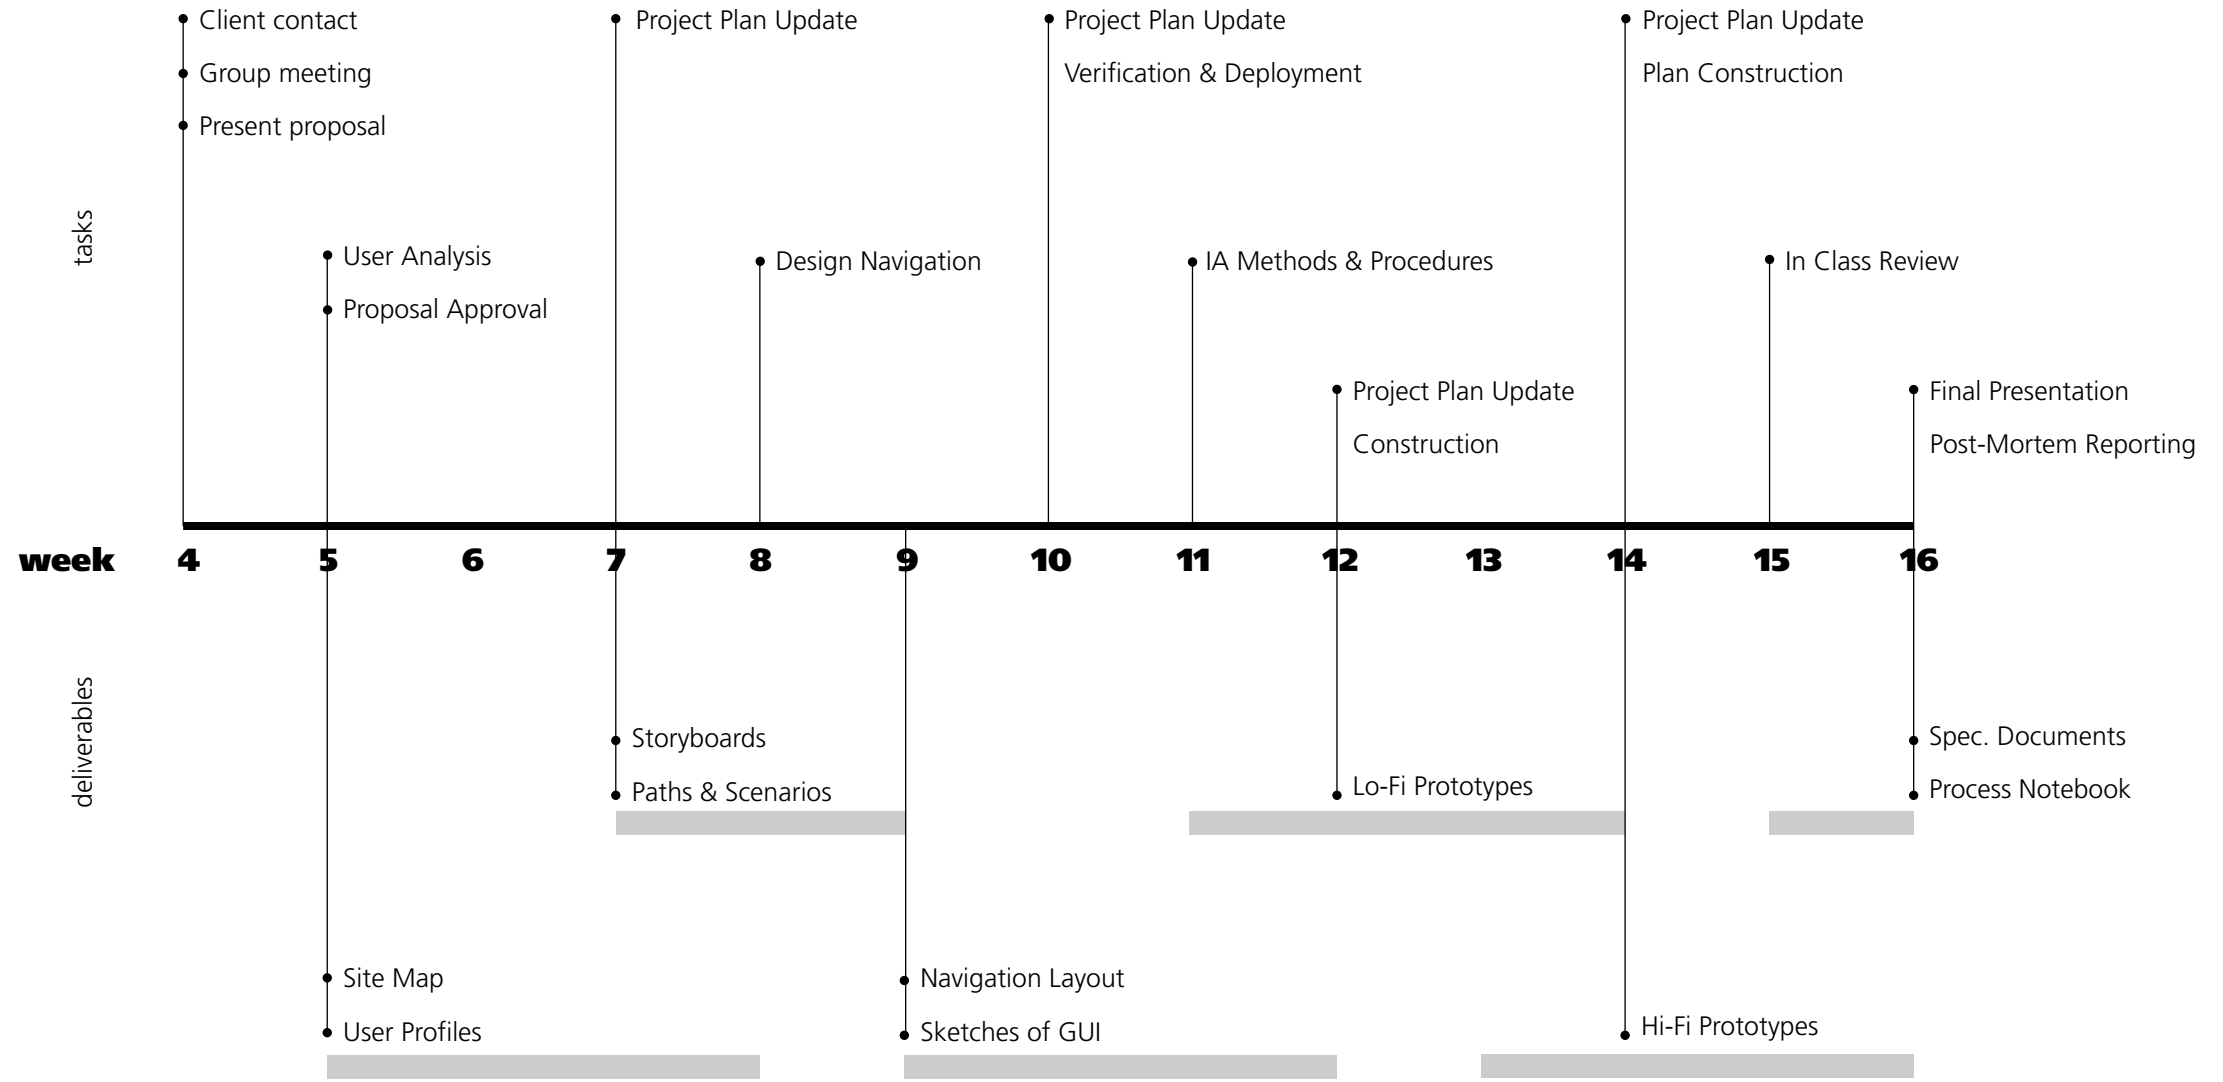 Client contact
Group meeting
Present proposal
Project Plan Update
Project Plan Update
Verification & Deployment
Project Plan Update
Plan Construction
tasks
User Analysis
Proposal Approval
Design Navigation
IA Methods & Procedures
In Class Review
Project Plan Update
Construction
Final Presentation
Post-Mortem Reporting
week 4 5 6 7 8 9 10 11 12 13 14 15 16
deliverables
Storyboards
Paths & Scenarios
Lo-Fi Prototypes
Spec. Documents
Process Notebook
Site Map
User Profiles
Navigation Layout
Sketches of GUI
Hi-Fi Prototypes